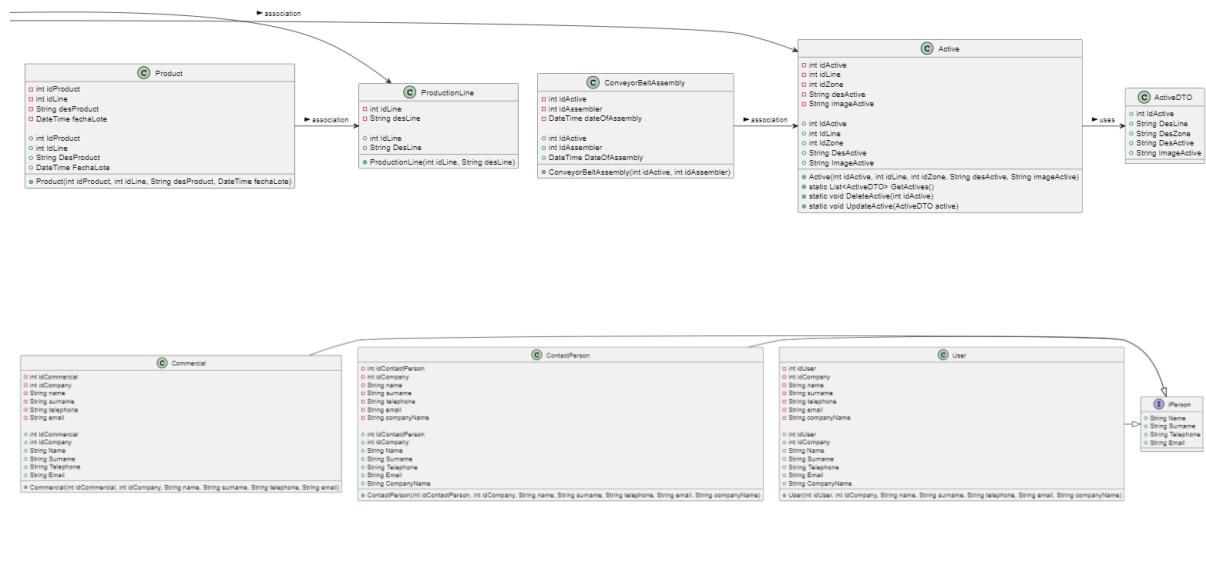 association
C Product
int idProduct
int idLine
String desProduct
DateTime fechaLote
int IdProduct
int IdLine
String DesProduct
DateTime FechaLote
Product(int idProduct, int idLine, String desProduct, DateTime fechaLote)
association
C ProductionLine
int idLine
String desLine
int IdLine
String DesLine
ProductionLine(int idLine, String desLine)
C ConveyorBeltAssembly
int idActive
int idAssembler
DateTime dateOfAssembly
int IdActive
int IdAssembler
DateTime DateOfAssembly
ConveyorBeltAssembly(int idActive, int idAssembler)
association
C Active
int idActive
int idLine
int idZone
String desActive
String imageActive
int IdActive
int IdLine
int IdZone
String DesActive
String ImageActive
Active(int idActive, int idLine, int idZone, String desActive, String imageActive)
static List<ActiveDTO> GetActives()
static void DeleteActive(int idActive)
static void UpdateActive(ActiveDTO active)
uses
C ActiveDTO
int IdActive
String DesLine
String DesZone
String DesActive
String ImageActive
C Commercial
int idCommercial
int idCompany
String name
String surname
String telephone
String email
int IdCommercial
int IdCompany
String Name
String Surname
String Telephone
String Email
Commercial(int idCommercial, int idCompany, String name, String surname, String telephone, String email)
C ContactPerson
int idContactPerson
int idCompany
String name
String surname
String telephone
String email
String companyName
int IdContactPerson
int IdCompany
String Name
String Surname
String Telephone
String Email
String CompanyName
ContactPerson(int idContactPerson, int idCompany, String name, String surname, String telephone, String email, String companyName)
C User
int idUser
int idCompany
String name
String surname
String telephone
String email
String companyName
int IdUser
int IdCompany
String Name
String Surname
String Telephone
String Email
String CompanyName
User(int idUser, int idCompany, String name, String surname, String telephone, String email, String companyName)
I IPerson
String Name
String Surname
String Telephone
String Email